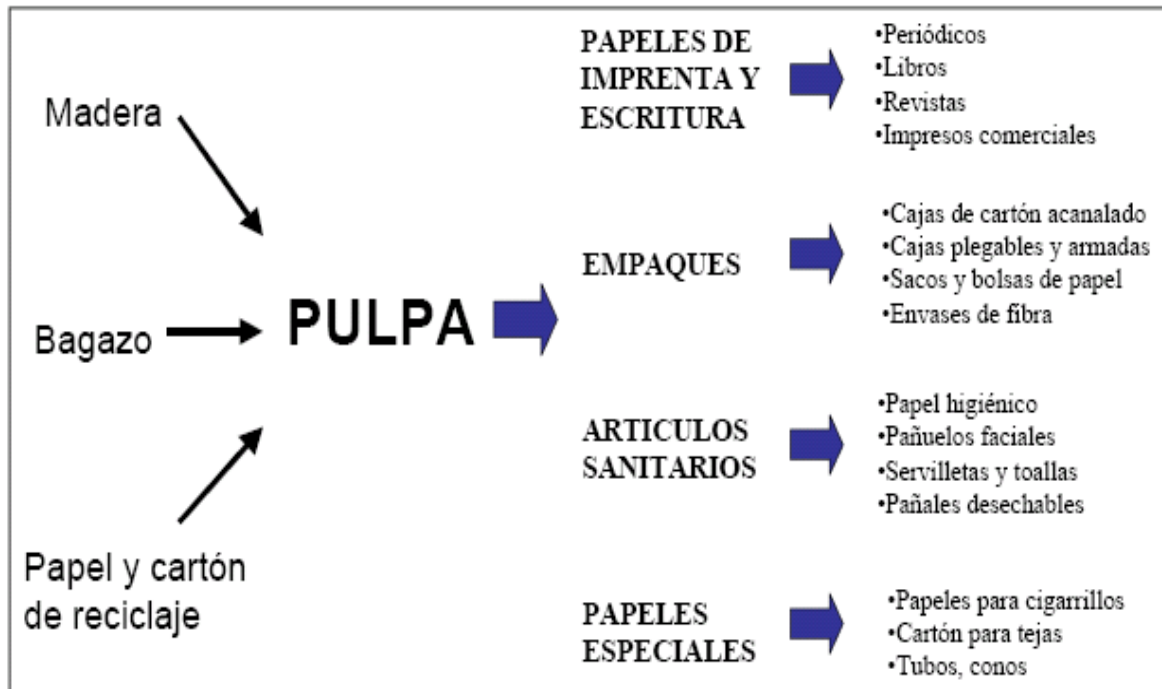 Madera
Bagazo
Papel y cartón
de reciclaje
PULPA
PAPELES DE
IMPRENTA Y
ESCRITURA
•Periódicos
•Libros
•Revistas
•Impresos comerciales
EMPAQUES
•Cajas de cartón acanalado
•Cajas plegables y armadas
•Sacos y bolsas de papel
•Envases de fibra
ARTICULOS
SANITARIOS
•Papel higiénico
•Pañuelos faciales
•Servilletas y toallas
•Pañales desechables
PAPELES
ESPECIALES
•Papeles para cigarrillos
•Cartón para tejas
•Tubos, conos